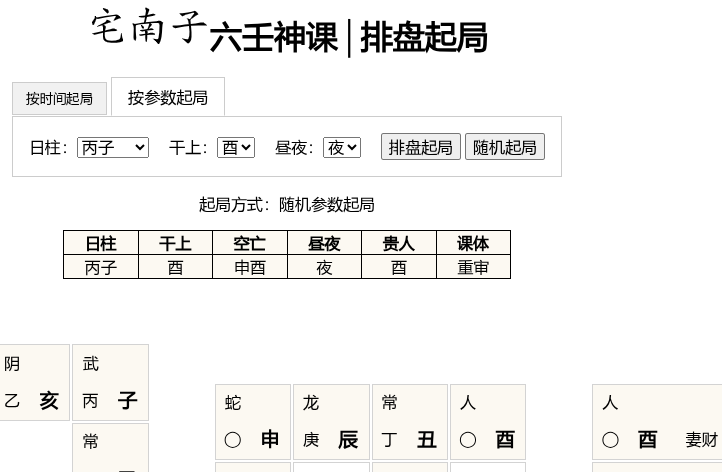 宅南子六壬神课│排盘起局
按时间起局 按参数起局
日柱：丙子 干上：酉 昼夜：夜 排盘起局 随机起局
起局方式：随机参数起局
日柱 干上 空亡 昼夜 贵人 课体
丙子 酉 申酉 夜 酉 重审
阴 武
乙 亥 丙 子
蛇 龙 常 人 人
〇 申 庚 辰 丁 丑 〇 酉 〇 酉 妻财
常